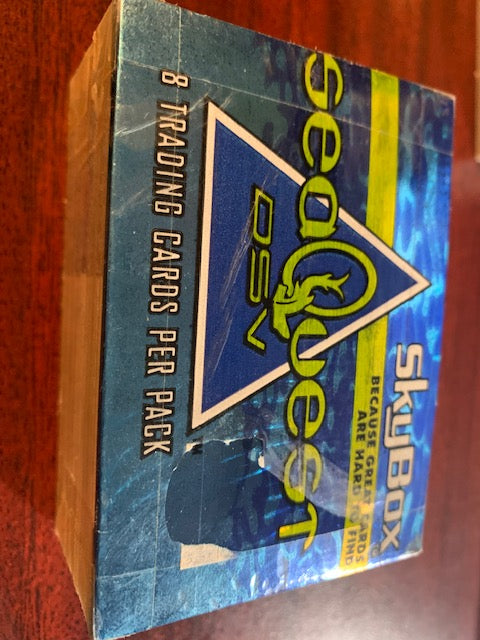 SKYBOX
BECAUSE GREAT CARDS
ARE HARD TO FIND
seaQuest
DSV
8 TRADING CARDS PER PACK